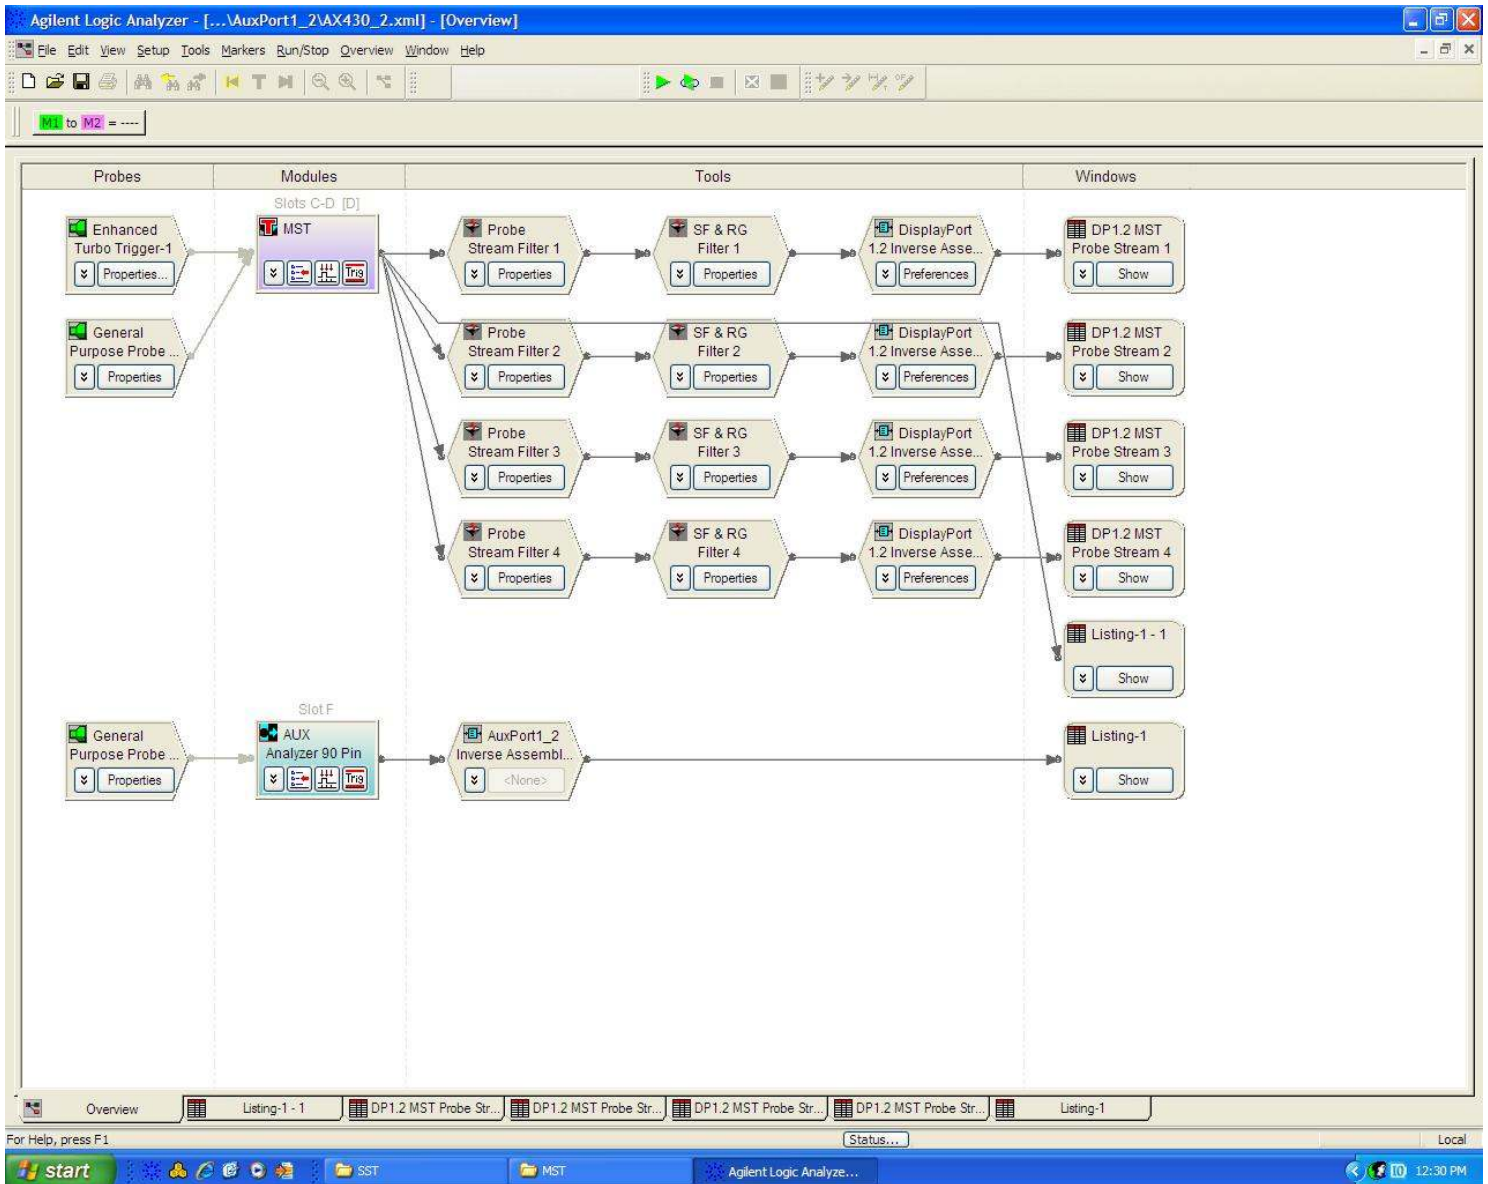 Agilent Logic Analyzer - [...\AuxPort1_2\AX430_2.xml] - [Overview]
File Edit View Setup Tools Markers Run/Stop Overview Window Help
M1 to M2 = ----
Probes Modules Tools Windows
Slots C-D [D]
Enhanced
Turbo Trigger-1
Properties...
MST
Trig
Probe
Stream Filter 1
Properties
SF & RG
Filter 1
Properties
DisplayPort
1.2 Inverse Asse...
Preferences
DP1.2 MST
Probe Stream 1
Show
General
Purpose Probe ...
Properties
Probe
Stream Filter 2
Properties
SF & RG
Filter 2
Properties
DisplayPort
1.2 Inverse Asse...
Preferences
DP1.2 MST
Probe Stream 2
Show
Probe
Stream Filter 3
Properties
SF & RG
Filter 3
Properties
DisplayPort
1.2 Inverse Asse...
Preferences
DP1.2 MST
Probe Stream 3
Show
Probe
Stream Filter 4
Properties
SF & RG
Filter 4
Properties
DisplayPort
1.2 Inverse Asse...
Preferences
DP1.2 MST
Probe Stream 4
Show
Listing-1 - 1
Show
Slot F
General
Purpose Probe ...
Properties
AUX
Analyzer 90 Pin
Trig
AuxPort1_2
Inverse Assembl...
<None>
Listing-1
Show
Overview Listing-1 - 1 DP1.2 MST Probe Str... DP1.2 MST Probe Str... DP1.2 MST Probe Str... DP1.2 MST Probe Str... Listing-1
For Help, press F1 Status... Local
start SST MST Agilent Logic Analyze... 12:30 PM